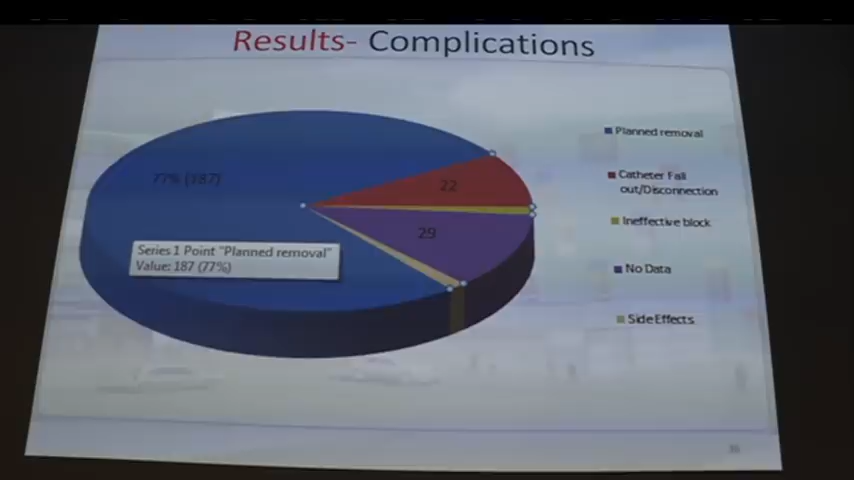 Results- Complications
77% (187)
22
29
Series 1 Point "Planned removal"
Value: 187 (77%)
Planned removal
Catheter Fall
out/Disconnection
Ineffective block
No Data
Side Effects